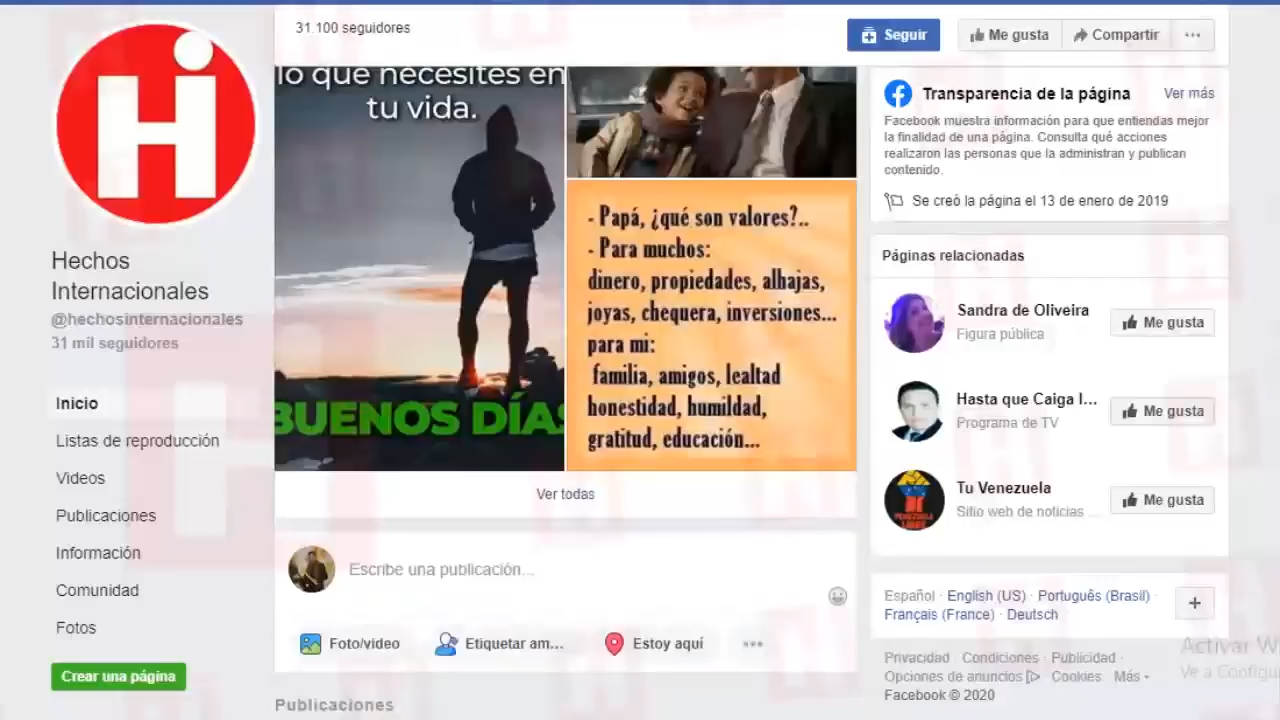 31.100 seguidores
Seguir
Me gusta
Compartir
lo que necesites en
tu vida.
BUENOS DÍAS
- Papá, ¿qué son valores?..
- Para muchos:
dinero, propiedades, alhajas,
joyas, chequera, inversiones...
para mi:
familia, amigos, lealtad
honestidad, humildad,
gratitud, educación...
Ver todas
Hechos
Internacionales
@hechosinternacionales
31 mil seguidores
Inicio
Listas de reproducción
Videos
Publicaciones
Información
Comunidad
Fotos
Crear una página
Escribe una publicación...
Foto/video
Etiquetar am...
Estoy aquí
Publicaciones
Transparencia de la página
Ver más
Facebook muestra información para que entiendas mejor
la finalidad de una página. Consulta qué acciones
realizaron las personas que la administran y publican
contenido.
Se creó la página el 13 de enero de 2019
Páginas relacionadas
Sandra de Oliveira
Figura pública
Me gusta
Hasta que Caiga l...
Programa de TV
Me gusta
Tu Venezuela
Sitio web de noticias ...
Me gusta
Español · English (US) · Português (Brasil) ·
Français (France) · Deutsch
Privacidad · Condiciones · Publicidad ·
Opciones de anuncios · Cookies · Más
Facebook © 2020
Activar W
Ve a Configu